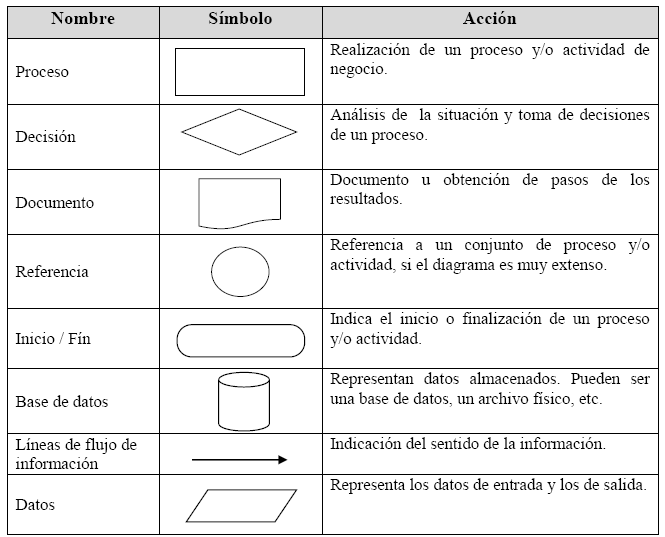 Nombre Símbolo Acción
Proceso
Realización de un proceso y/o actividad de
negocio.
Decisión
Análisis de la situación y toma de decisiones
de un proceso.
Documento
Documento u obtención de pasos de los
resultados.
Referencia
Referencia a un conjunto de proceso y/o
actividad, si el diagrama es muy extenso.
Inicio / Fín
Indica el inicio o finalización de un proceso
y/o actividad.
Base de datos
Representan datos almacenados. Pueden ser
una base de datos, un archivo físico, etc.
Líneas de flujo de
información
Indicación del sentido de la información.
Datos
Representa los datos de entrada y los de salida.